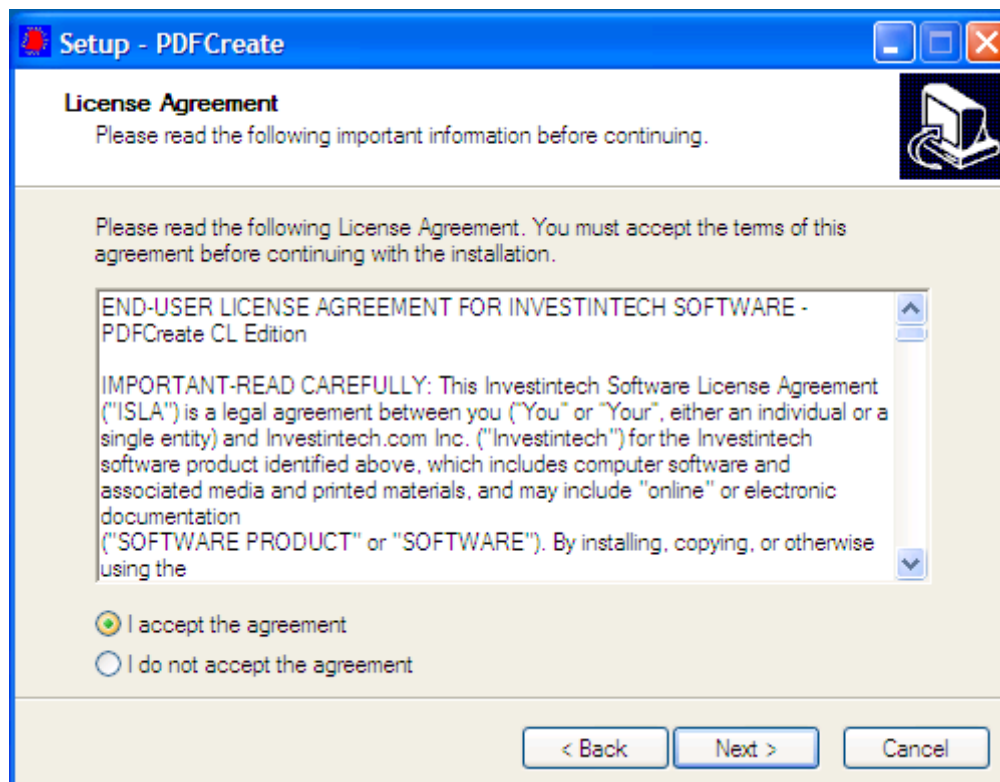 Setup - PDFCreate
License Agreement
Please read the following important information before continuing.
Please read the following License Agreement. You must accept the terms of this
agreement before continuing with the installation.
END-USER LICENSE AGREEMENT FOR INVESTINTECH SOFTWARE -
PDFCreate CL Edition
IMPORTANT-READ CAREFULLY: This Investintech Software License Agreement
("ISLA") is a legal agreement between you ("You" or "Your", either an individual or a
single entity) and Investintech.com Inc. ("Investintech") for the Investintech
software product identified above, which includes computer software and
associated media and printed materials, and may include "online" or electronic
documentation
("SOFTWARE PRODUCT" or "SOFTWARE"). By installing, copying, or otherwise
using the
I accept the agreement
I do not accept the agreement
< Back Next > Cancel